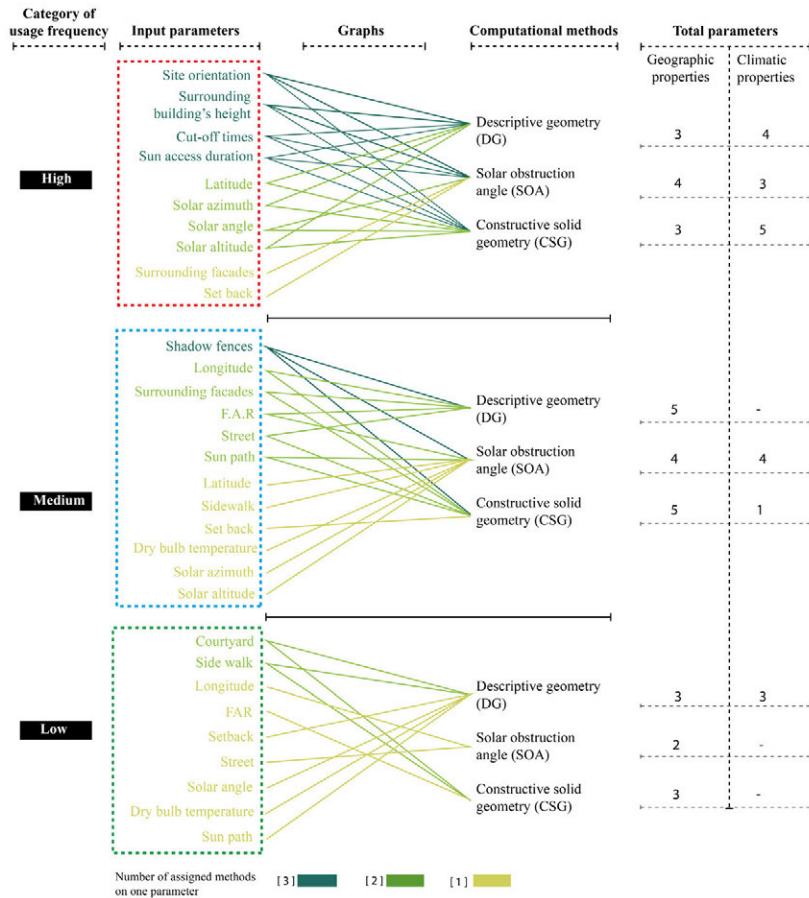 Category of
usage frequency
Input parameters
Graphs
Computational methods
Total parameters
Geographic
properties
Climatic
properties
High
Site orientation
Surrounding
building's height
Cut-off times
Sun access duration
Latitude
Solar azimuth
Solar angle
Solar altitude
Surrounding facades
Set back
Descriptive geometry
(DG)
3 4
Solar obstruction
angle (SOA)
4 3
Constructive solid
geometry (CSG)
3 5
Medium
Shadow fences
Longitude
Surrounding facades
F.A.R
Street
Sun path
Latitude
Sidewalk
Set back
Dry bulb temperature
Solar azimuth
Solar altitude
Descriptive geometry
(DG)
5 -
Solar obstruction
angle (SOA)
4 4
Constructive solid
geometry (CSG)
5 1
Low
Courtyard
Side walk
Longitude
FAR
Setback
Street
Solar angle
Dry bulb temperature
Sun path
Descriptive geometry
(DG)
3 3
Solar obstruction
angle (SOA)
2 -
Constructive solid
geometry (CSG)
3 -
Number of assigned methods
on one parameter
[3] [2] [1]